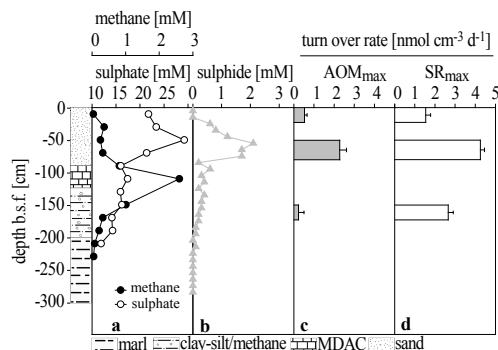 methane [mM]
0 1 2 3
turn over rate [nmol cm-3 d-1]
sulphate [mM]
sulphide [mM]
AOMmax
SRmax
10 15 20 25
0 1 2 3
0 1 2 3 4
0 1 2 3 4 5
0
-50
-100
-150
-200
-250
-300
depth b.s.f. [cm]
methane
sulphate
a
b
c
d
marl
clay-silt/methane
MDAC
sand